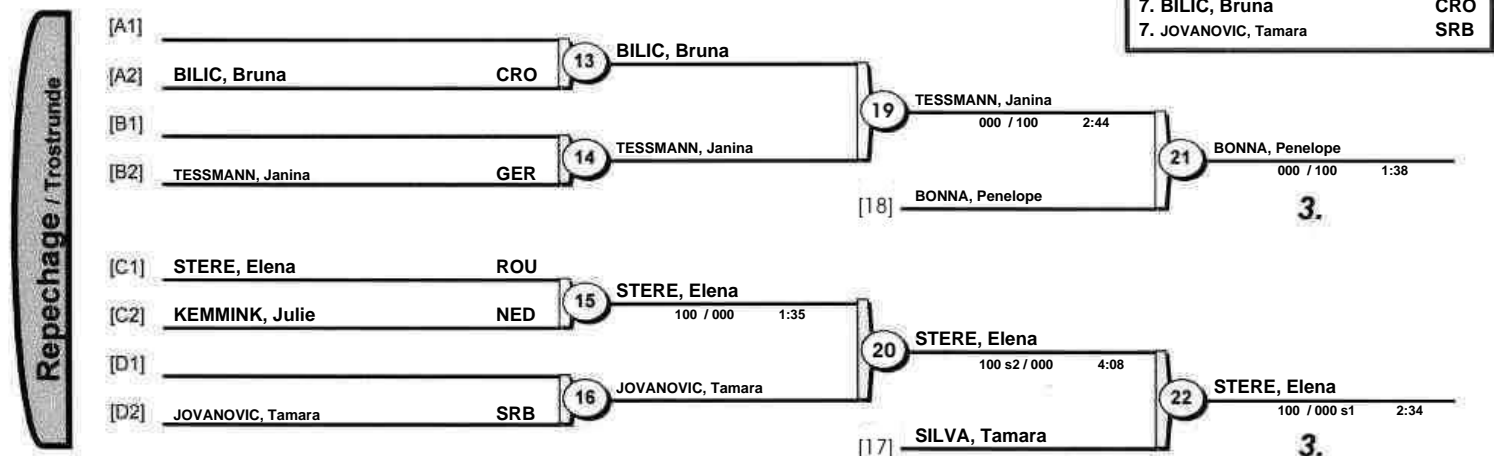 7. BILIC, Bruna CRO
7. JOVANOVIC, Tamara SRB
Repechage / Trostrunde
[A1]
[A2] BILIC, Bruna CRO
13 BILIC, Bruna
[B1]
[B2] TESSMANN, Janina GER
14 TESSMANN, Janina
19 TESSMANN, Janina
000 / 100 2:44
[18] BONNA, Penelope
21 BONNA, Penelope
000 / 100 1:38
3.
[C1] STERE, Elena ROU
[C2] KEMMINK, Julie NED
15 STERE, Elena
100 / 000 1:35
[D1]
[D2] JOVANOVIC, Tamara SRB
16 JOVANOVIC, Tamara
20 STERE, Elena
100 s2 / 000 4:08
[17] SILVA, Tamara
22 STERE, Elena
100 / 000 s1 2:34
3.